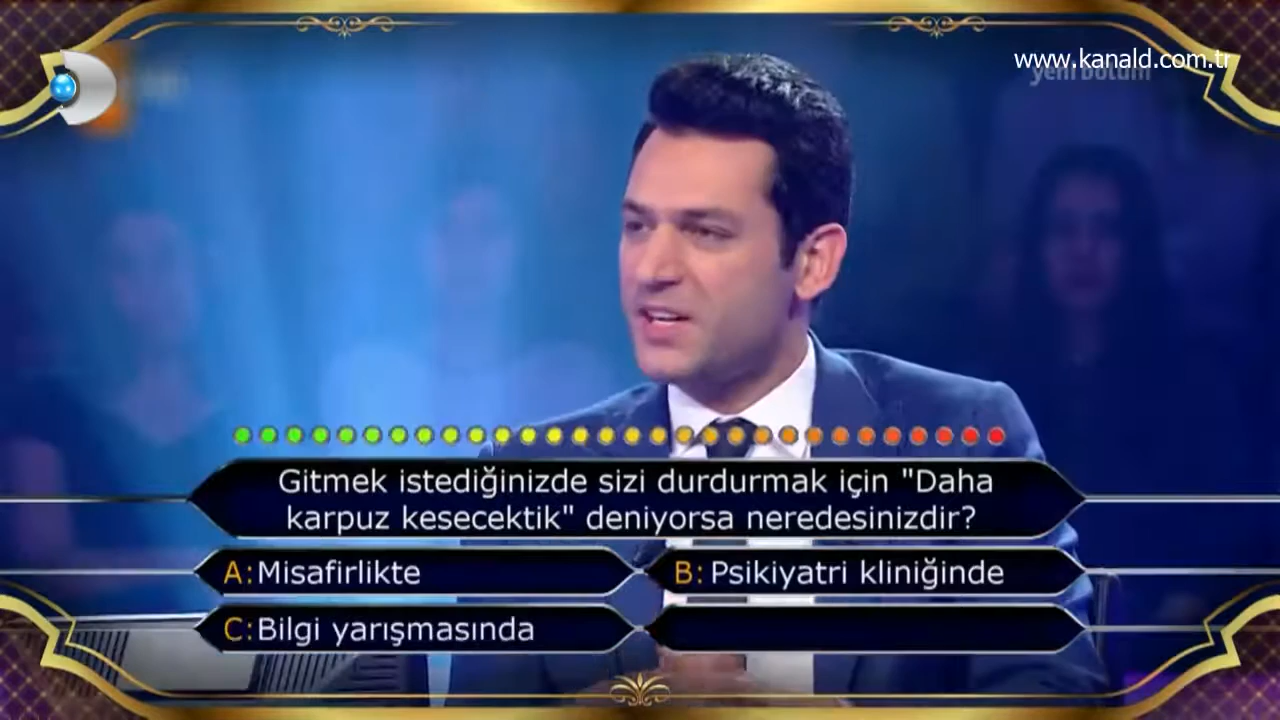 www.kanald.com.tr
yeni bölüm
Gitmek istediğinizde sizi durdurmak için "Daha
karpuz kesecektik" deniyorsa neredesinizdir?
A: Misafirlikte
B: Psikiyatri kliniğinde
C: Bilgi yarışmasında